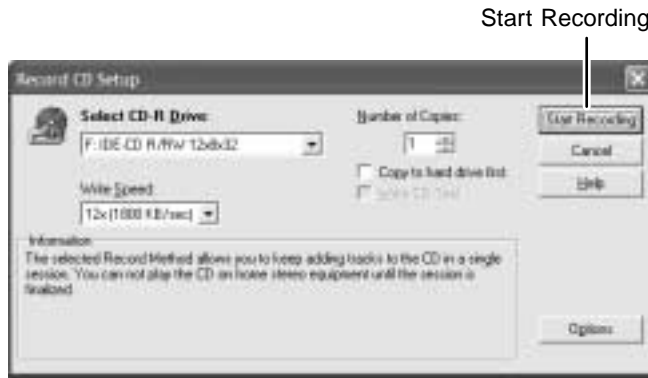 Start Recording
Record CD Setup
Select CD-R Drive:
F: IDE-CD R/RW 12x8x32
Write Speed:
12x (1800 KB/sec)
Number of Copies:
1
Copy to hard drive first
Write CD Text
Start Recording
Cancel
Help
Information
The selected Record Method allows you to keep adding tracks to the CD in a single
session. You can not play the CD on home stereo equipment until the session is
finalized.
Options